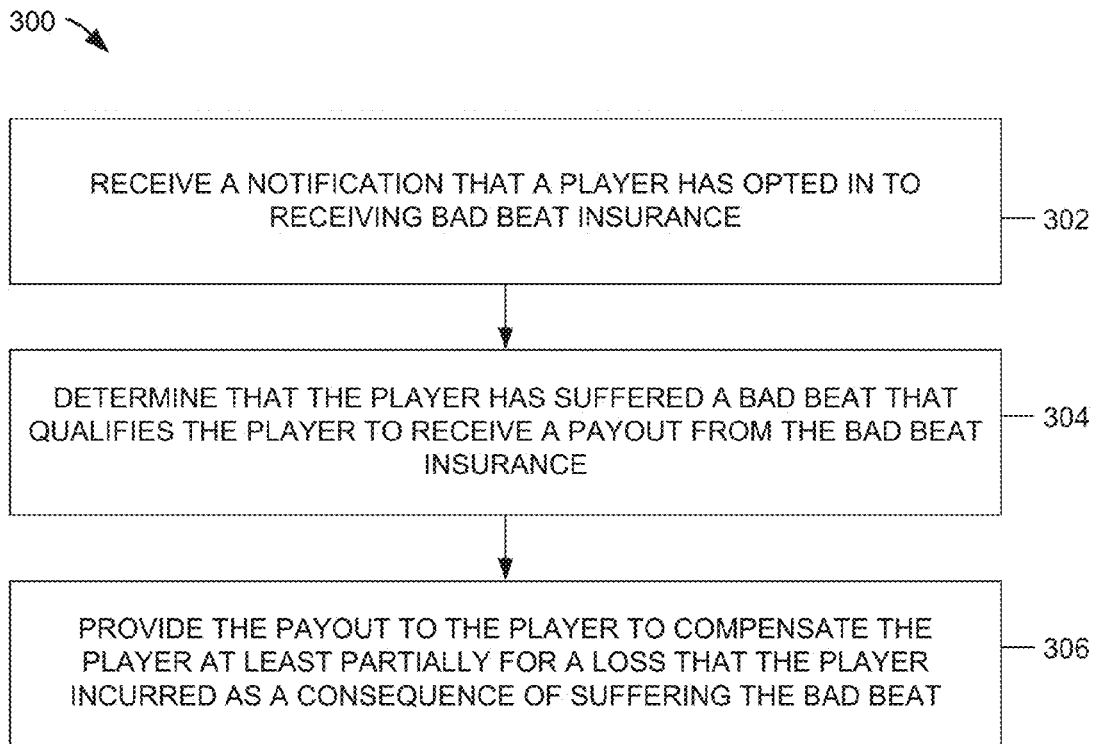 300
RECEIVE A NOTIFICATION THAT A PLAYER HAS OPTED IN TO
RECEIVING BAD BEAT INSURANCE
302
DETERMINE THAT THE PLAYER HAS SUFFERED A BAD BEAT THAT
QUALIFIES THE PLAYER TO RECEIVE A PAYOUT FROM THE BAD BEAT
INSURANCE
304
PROVIDE THE PAYOUT TO THE PLAYER TO COMPENSATE THE
PLAYER AT LEAST PARTIALLY FOR A LOSS THAT THE PLAYER
INCURRED AS A CONSEQUENCE OF SUFFERING THE BAD BEAT
306